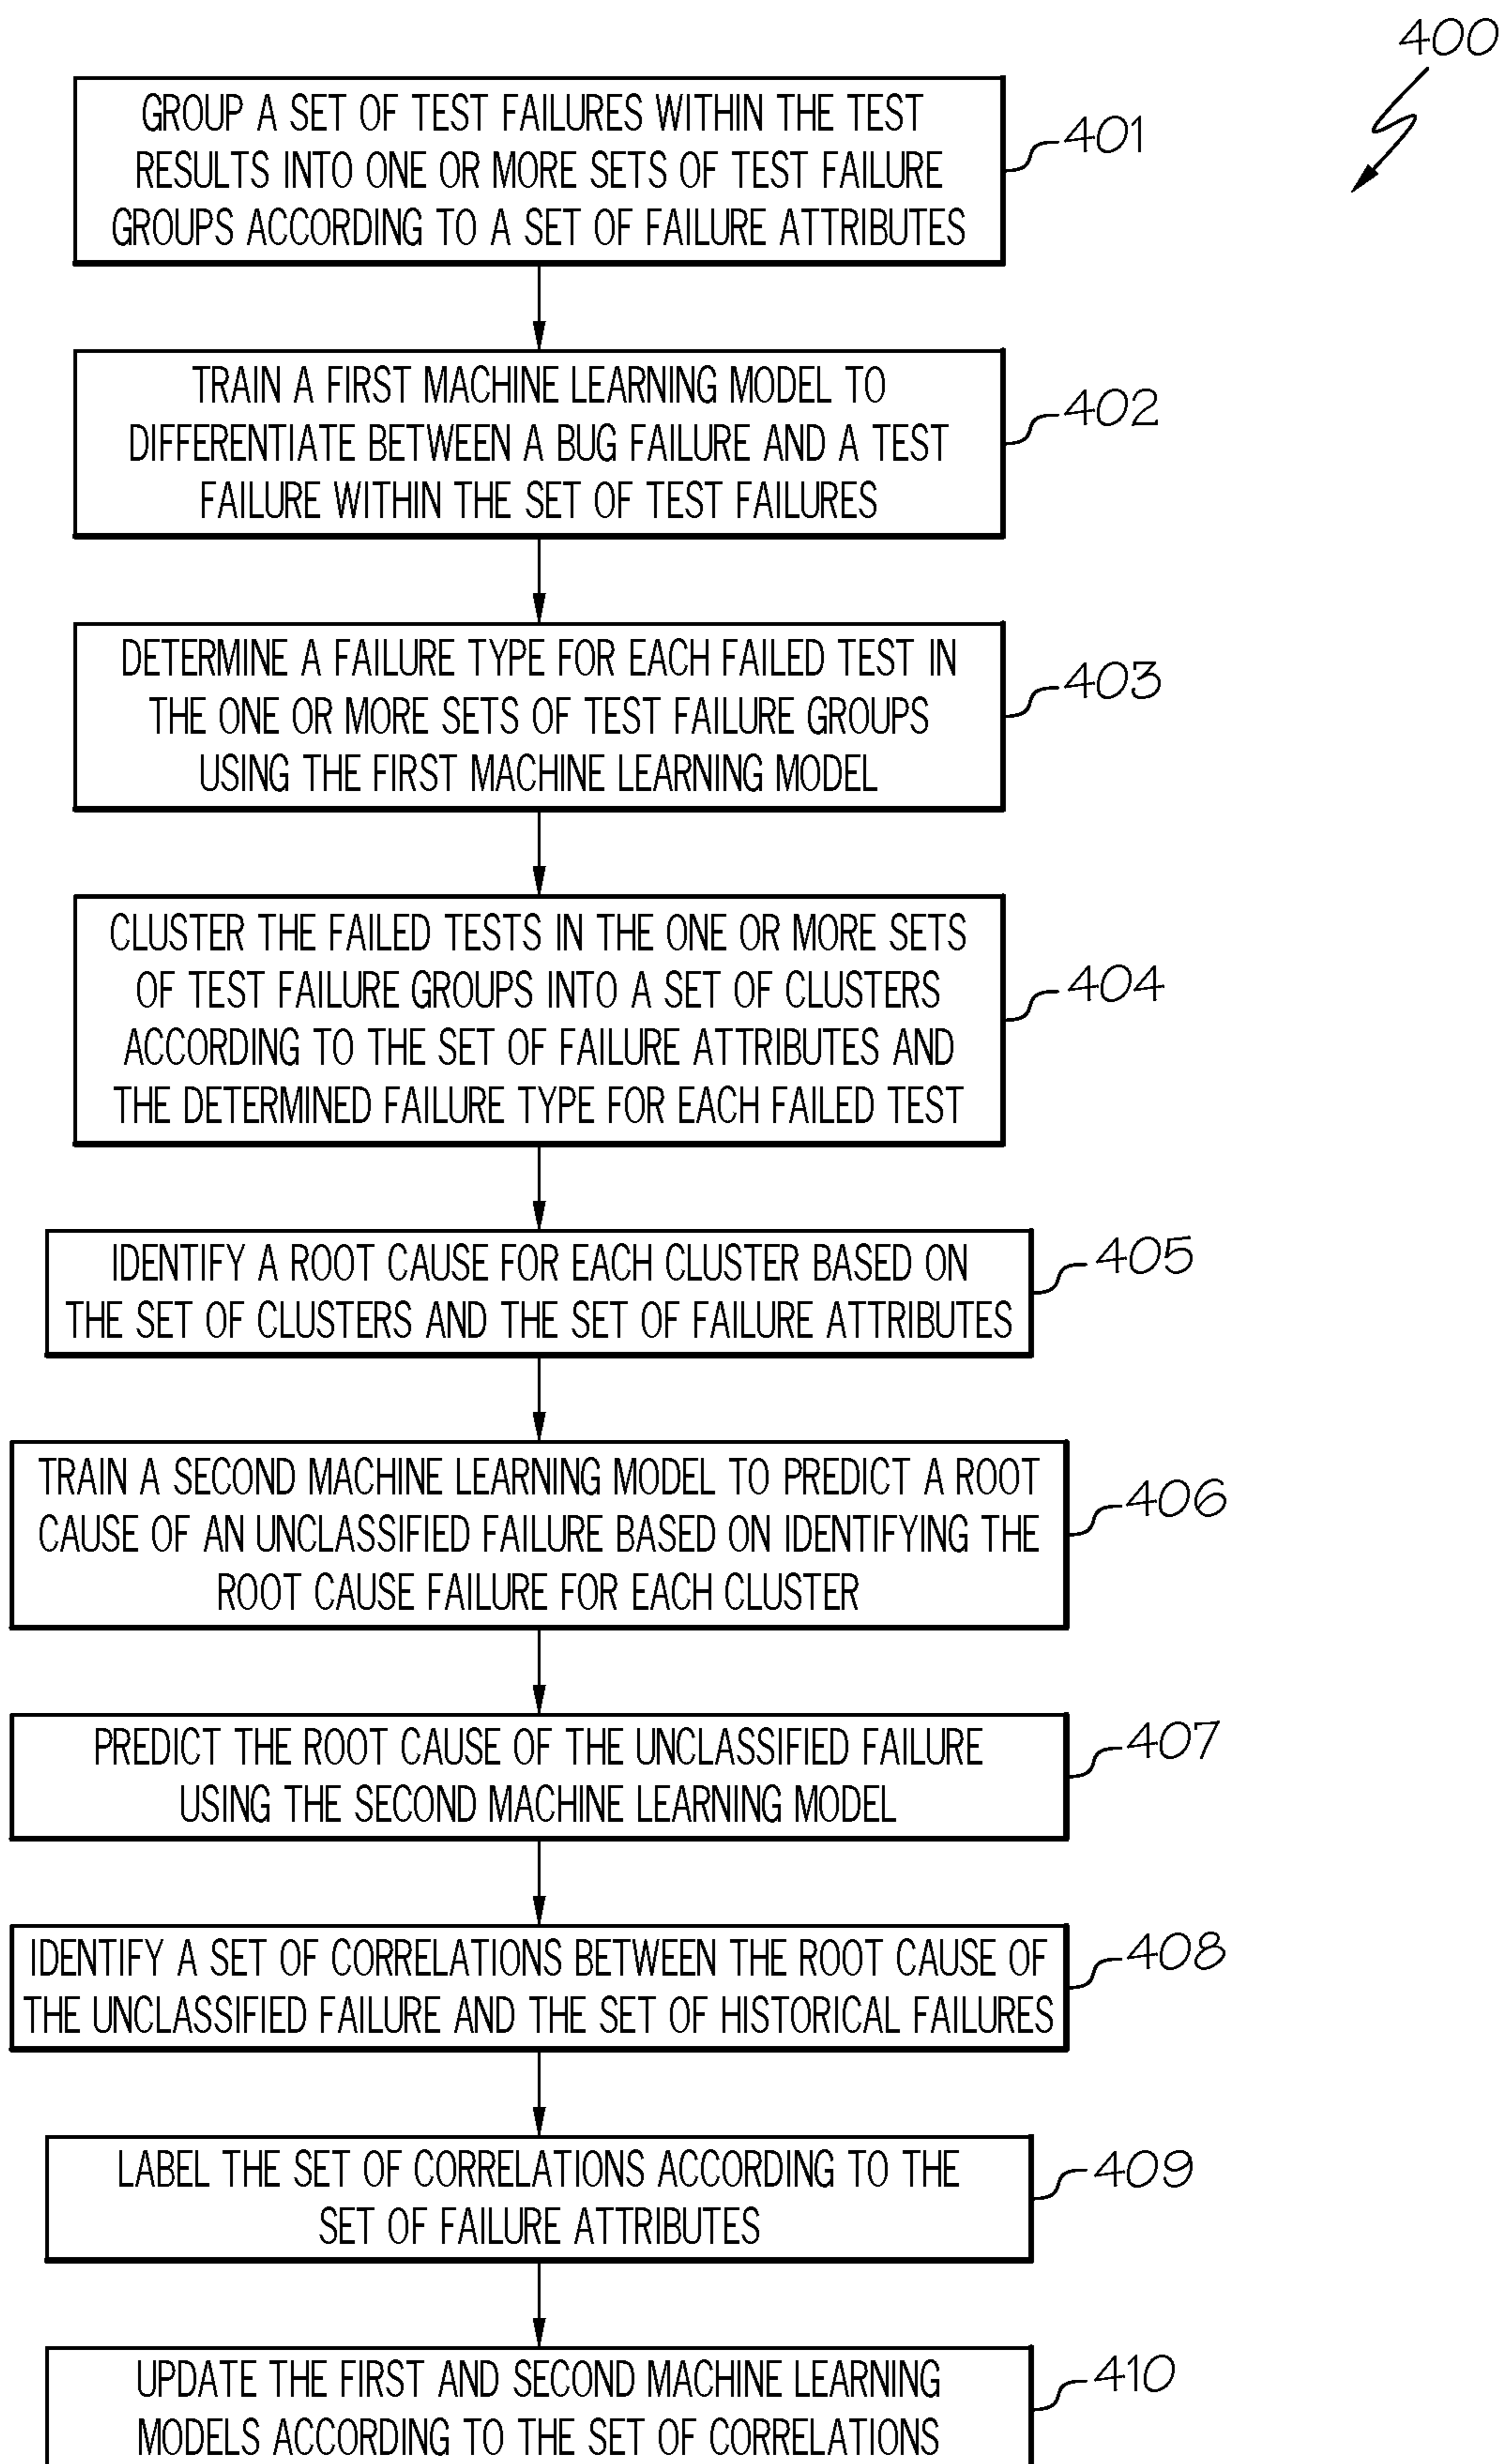 400
GROUP A SET OF TEST FAILURES WITHIN THE TEST
RESULTS INTO ONE OR MORE SETS OF TEST FAILURE
GROUPS ACCORDING TO A SET OF FAILURE ATTRIBUTES
401
TRAIN A FIRST MACHINE LEARNING MODEL TO
DIFFERENTIATE BETWEEN A BUG FAILURE AND A TEST
FAILURE WITHIN THE SET OF TEST FAILURES
402
DETERMINE A FAILURE TYPE FOR EACH FAILED TEST IN
THE ONE OR MORE SETS OF TEST FAILURE GROUPS
USING THE FIRST MACHINE LEARNING MODEL
403
CLUSTER THE FAILED TESTS IN THE ONE OR MORE SETS
OF TEST FAILURE GROUPS INTO A SET OF CLUSTERS
ACCORDING TO THE SET OF FAILURE ATTRIBUTES AND
THE DETERMINED FAILURE TYPE FOR EACH FAILED TEST
404
IDENTIFY A ROOT CAUSE FOR EACH CLUSTER BASED ON
THE SET OF CLUSTERS AND THE SET OF FAILURE ATTRIBUTES
405
TRAIN A SECOND MACHINE LEARNING MODEL TO PREDICT A ROOT
CAUSE OF AN UNCLASSIFIED FAILURE BASED ON IDENTIFYING THE
ROOT CAUSE FAILURE FOR EACH CLUSTER
406
PREDICT THE ROOT CAUSE OF THE UNCLASSIFIED FAILURE
USING THE SECOND MACHINE LEARNING MODEL
407
IDENTIFY A SET OF CORRELATIONS BETWEEN THE ROOT CAUSE OF
THE UNCLASSIFIED FAILURE AND THE SET OF HISTORICAL FAILURES
408
LABEL THE SET OF CORRELATIONS ACCORDING TO THE
SET OF FAILURE ATTRIBUTES
409
UPDATE THE FIRST AND SECOND MACHINE LEARNING
MODELS ACCORDING TO THE SET OF CORRELATIONS
410